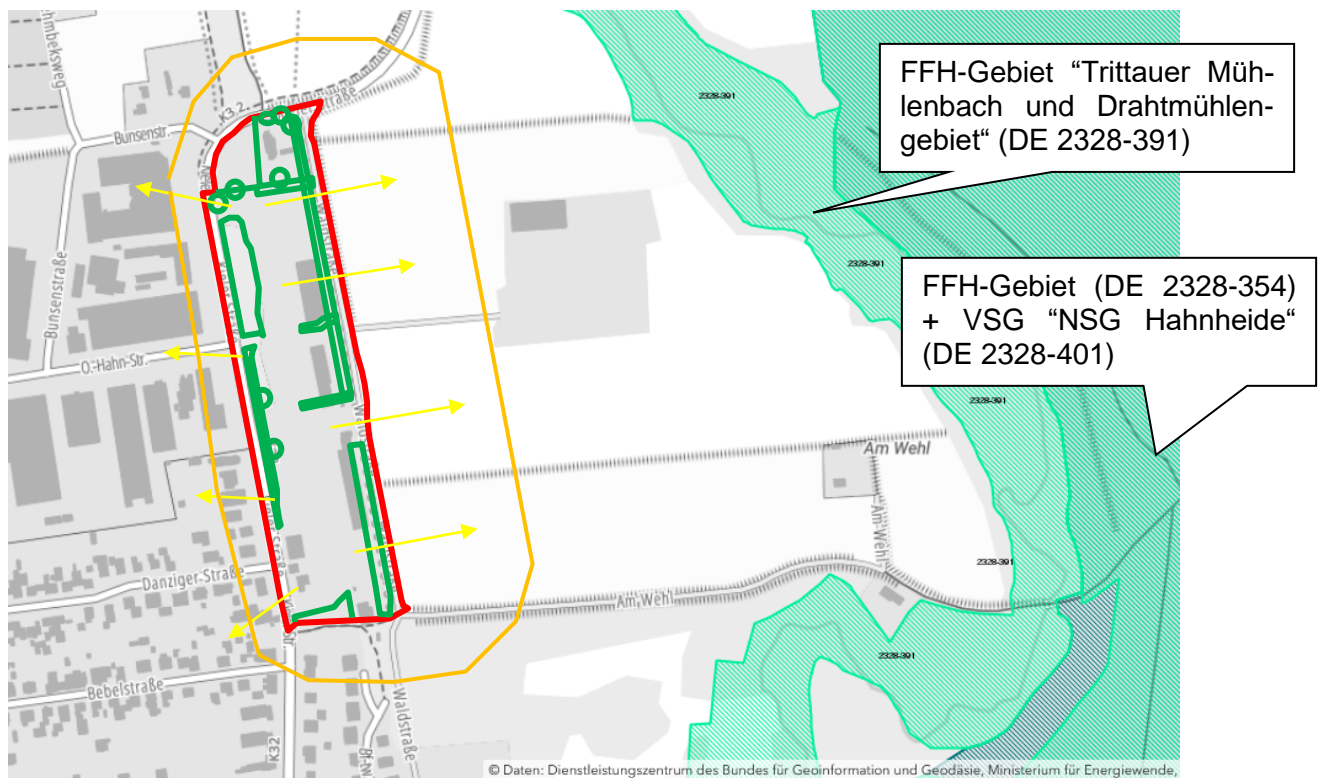 FFH-Gebiet “Trittauer Müh-
lenbach und Drahtmühlen-
gebiet“ (DE 2328-391)
FFH-Gebiet (DE 2328-354)
+ VSG “NSG Hahnheide“
(DE 2328-401)
2328-391
2328-391
2328-391
2328-391
2328-391
K32
Bunsenstr.
Bunsenstraße
O.-Hahn-Str.
Waldstraße
Am Wehl
Am-Wehl
Am Wehl
Danziger-Straße
Bebelstraße
K32
Waldstraße
© Daten: Dienstleistungszentrum des Bundes für Geoinformation und Geodäsie, Ministerium für Energiewende,